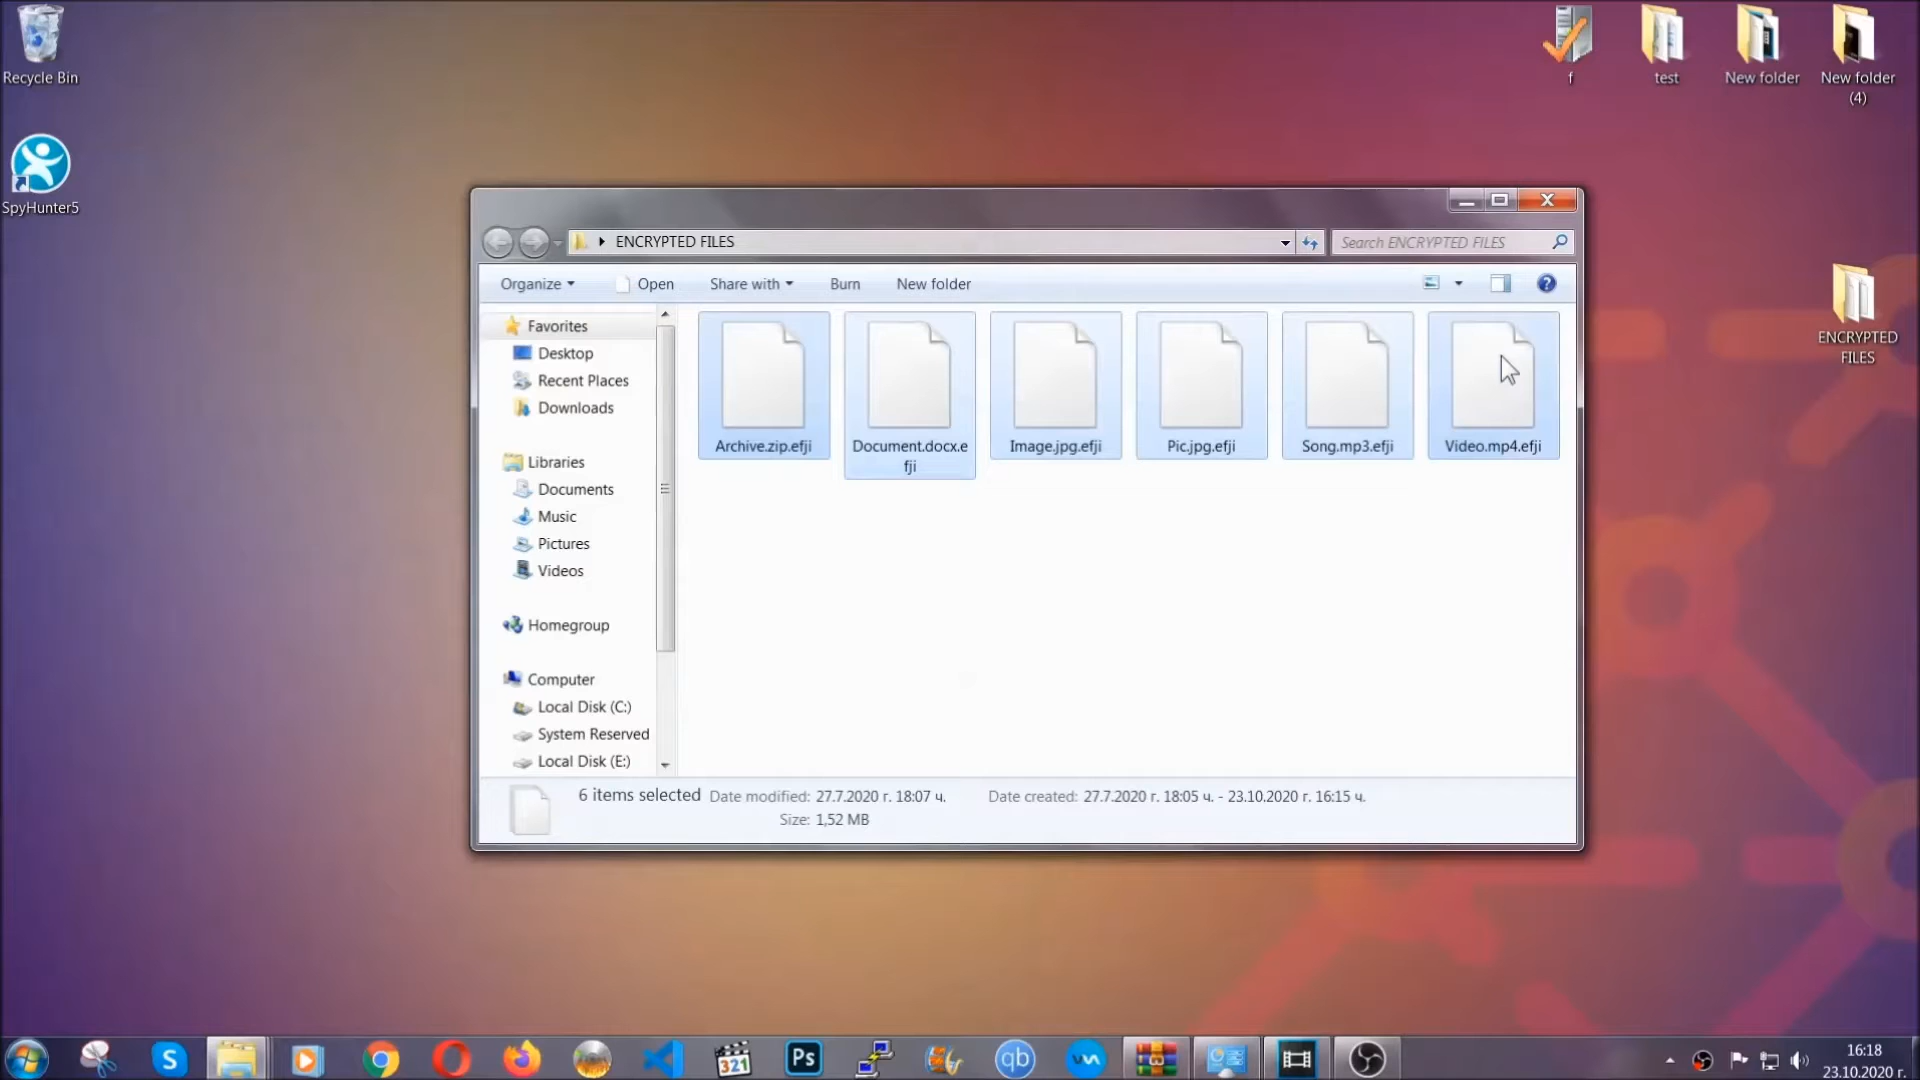 Recycle Bin
SpyHunter5
f
test
New folder
New folder
(4)
ENCRYPTED
FILES
ENCRYPTED FILES
Search ENCRYPTED FILES
Organize
Open
Share with
Burn
New folder
Favorites
Desktop
Recent Places
Downloads
Libraries
Documents
Music
Pictures
Videos
Homegroup
Computer
Local Disk (C:)
System Reserved
Local Disk (E:)
Archive.zip.efji
Document.docx.e
fji
Image.jpg.efji
Pic.jpg.efji
Song.mp3.efji
Video.mp4.efji
6 items selected Date modified: 27.7.2020 г. 18:07 ч. Date created: 27.7.2020 г. 18:05 ч. - 23.10.2020 г. 16:15 ч.
Size: 1,52 MB
S
321
Ps
qb
16:18
23.10.2020 г.